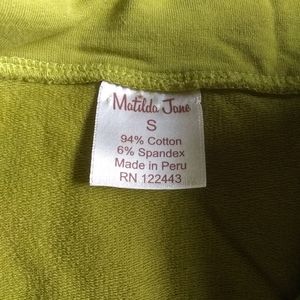 Matilda Jane
S
94% Cotton
6% Spandex
Made in Peru
RN 122443